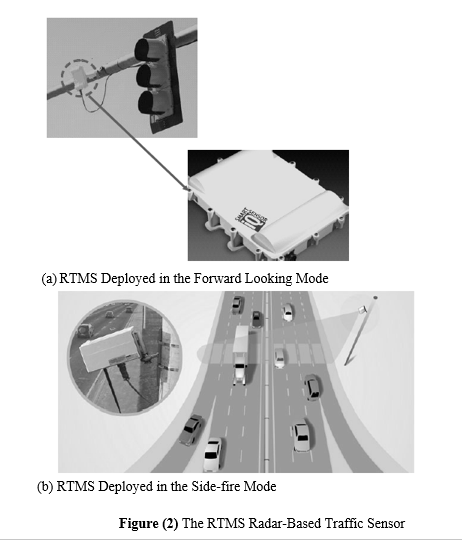 SMARTSENSOR
(a) RTMS Deployed in the Forward Looking Mode
(b) RTMS Deployed in the Side-fire Mode
Figure (2) The RTMS Radar-Based Traffic Sensor